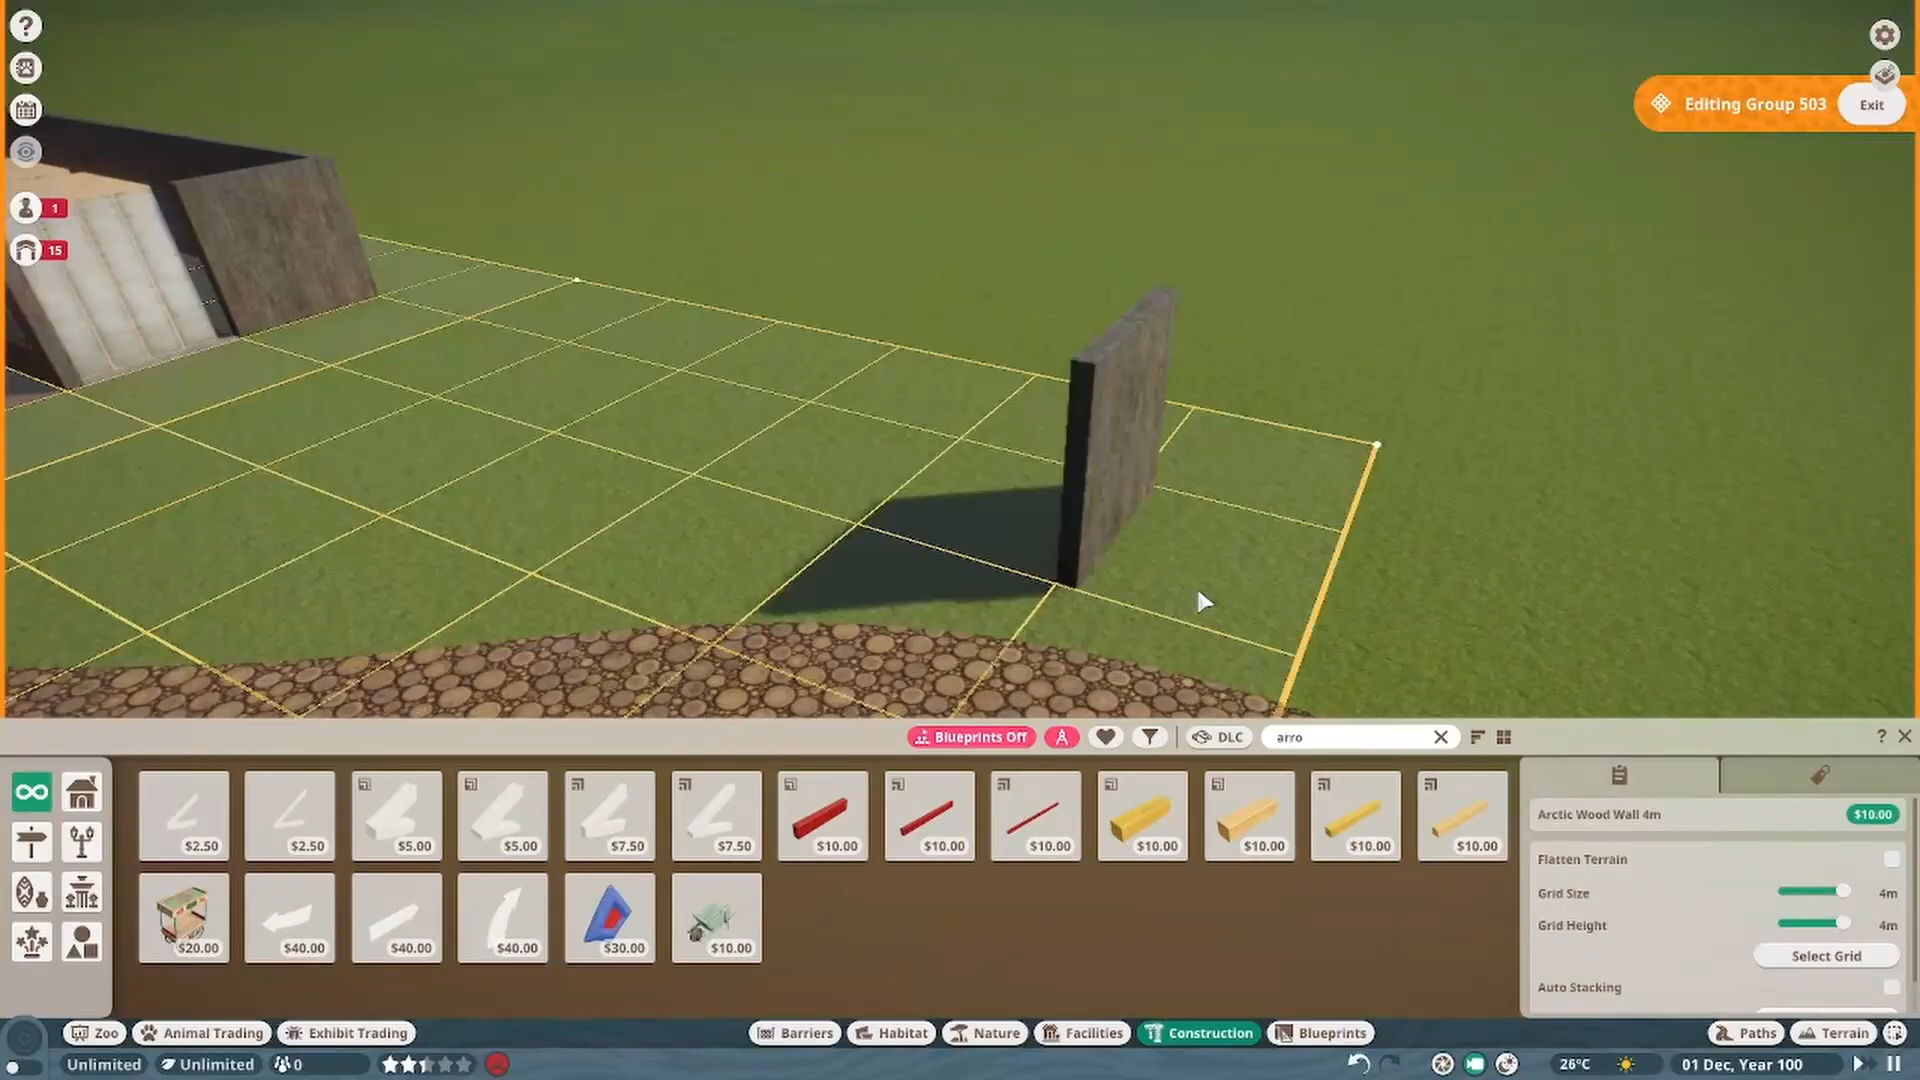 ?
Editing Group 503
Exit
1
15
Blueprints Off
DLC
arro
?
$2.50
$2.50
$5.00
$5.00
$7.50
$7.50
$10.00
$10.00
$10.00
$10.00
$10.00
$10.00
$10.00
$20.00
$40.00
$40.00
$40.00
$30.00
$10.00
Arctic Wood Wall 4m
$10.00
Flatten Terrain
Grid Size
4m
Grid Height
4m
Select Grid
Auto Stacking
Zoo
Animal Trading
Exhibit Trading
Barriers
Habitat
Nature
Facilities
Construction
Blueprints
Paths
Terrain
Unlimited
Unlimited
0
26°C
01 Dec, Year 100